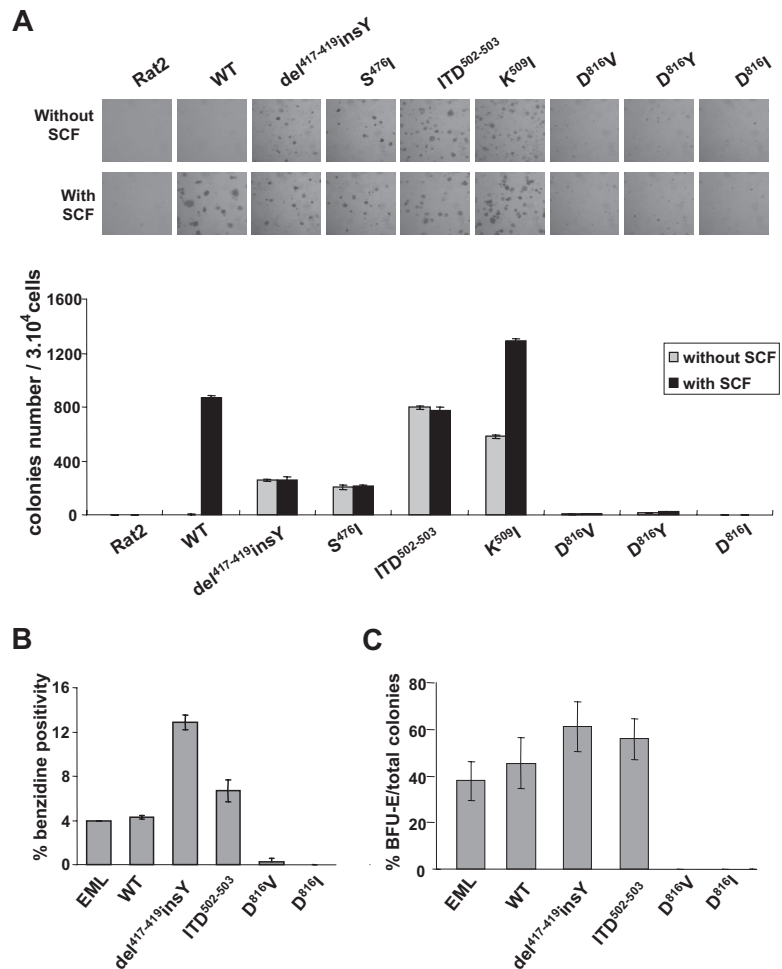 A
Rat2 WT del⁴¹⁷⁻⁴¹⁹insY S⁴⁷⁶I ITD⁵⁰²⁻⁵⁰³ K⁵⁰⁹I D⁸¹⁶V D⁸¹⁶Y D⁸¹⁶I
Without
SCF
With
SCF
colonies number / 3.10⁴cells
1600
1200
800
400
0
without SCF
with SCF
Rat2 WT del⁴¹⁷⁻⁴¹⁹insY S⁴⁷⁶I ITD⁵⁰²⁻⁵⁰³ K⁵⁰⁹I D⁸¹⁶V D⁸¹⁶Y D⁸¹⁶I
B
% benzidine positivity
16
12
8
4
0
EML WT del⁴¹⁷⁻⁴¹⁹insY ITD⁵⁰²⁻⁵⁰³ D⁸¹⁶V D⁸¹⁶I
C
% BFU-E/total colonies
80
60
40
20
0
EML WT del⁴¹⁷⁻⁴¹⁹insY ITD⁵⁰²⁻⁵⁰³ D⁸¹⁶V D⁸¹⁶I